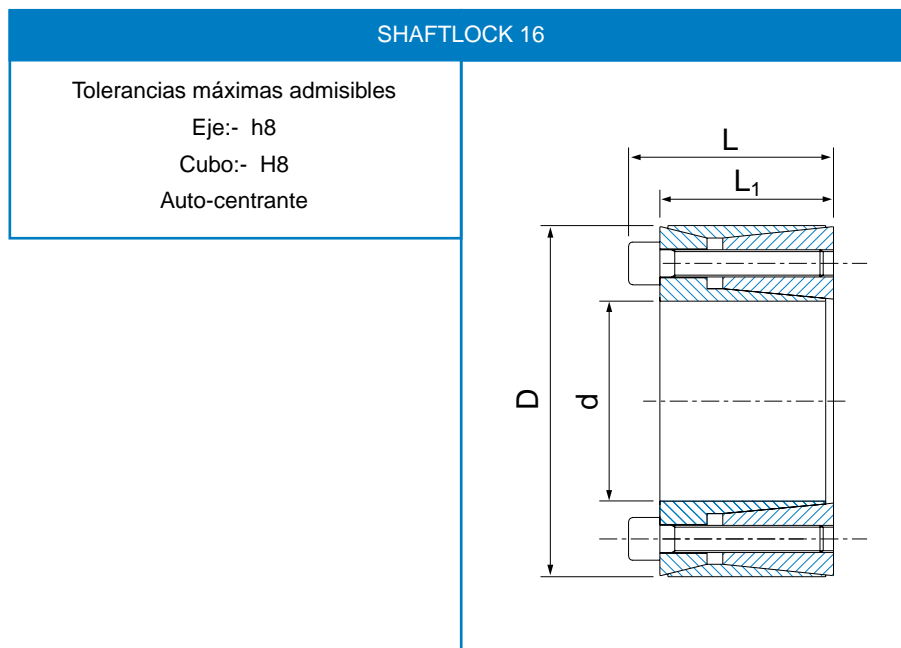 SHAFTLOCK 16
Tolerancias máximas admisibles
Eje:- h8
Cubo:- H8
Auto-centrante
L
L₁
D
d